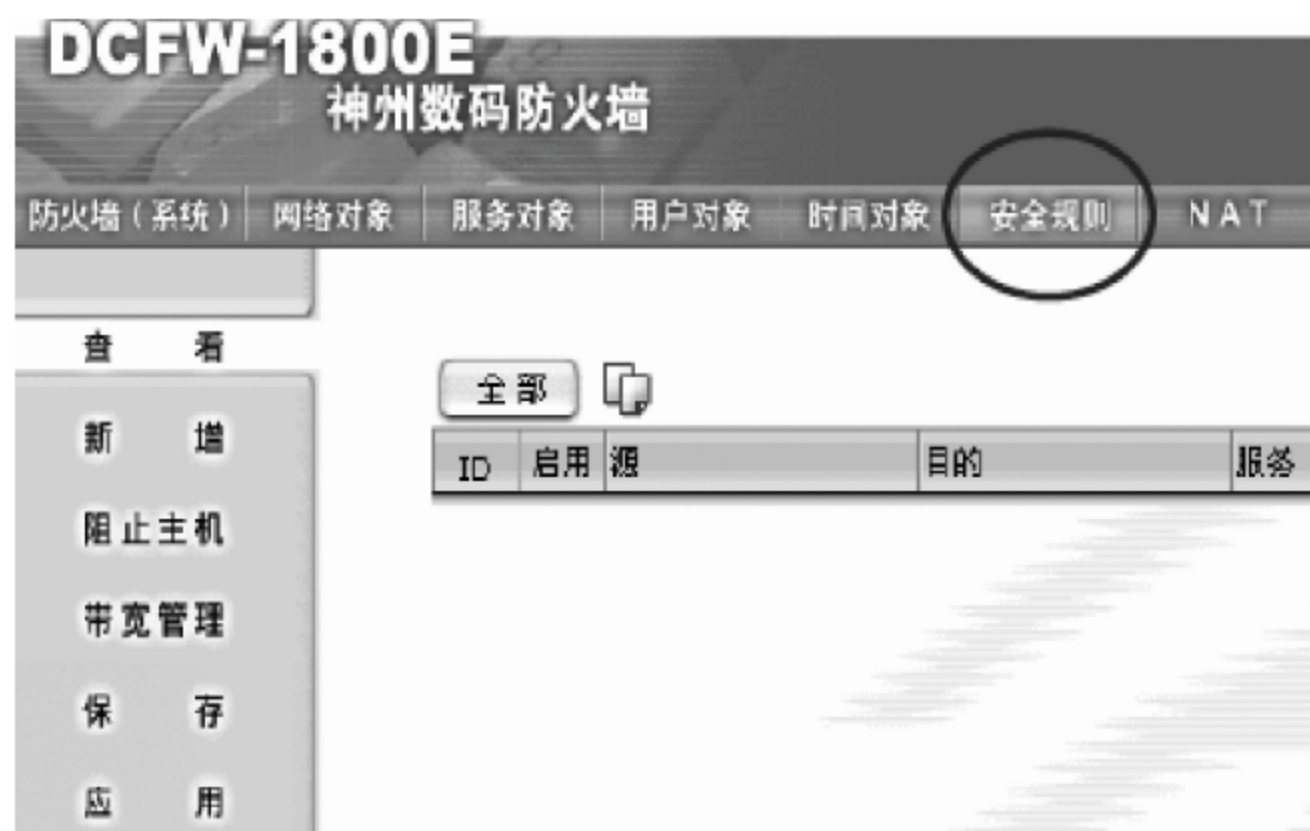 DCFW-1800E
神州数码防火墙
防火墙(系统) 网络对象 服务对象 用户对象 时间对象 安全规则 NAT
查看
全部
新增
ID 启用 源 目的 服务
阻止主机
带宽管理
保存
应用